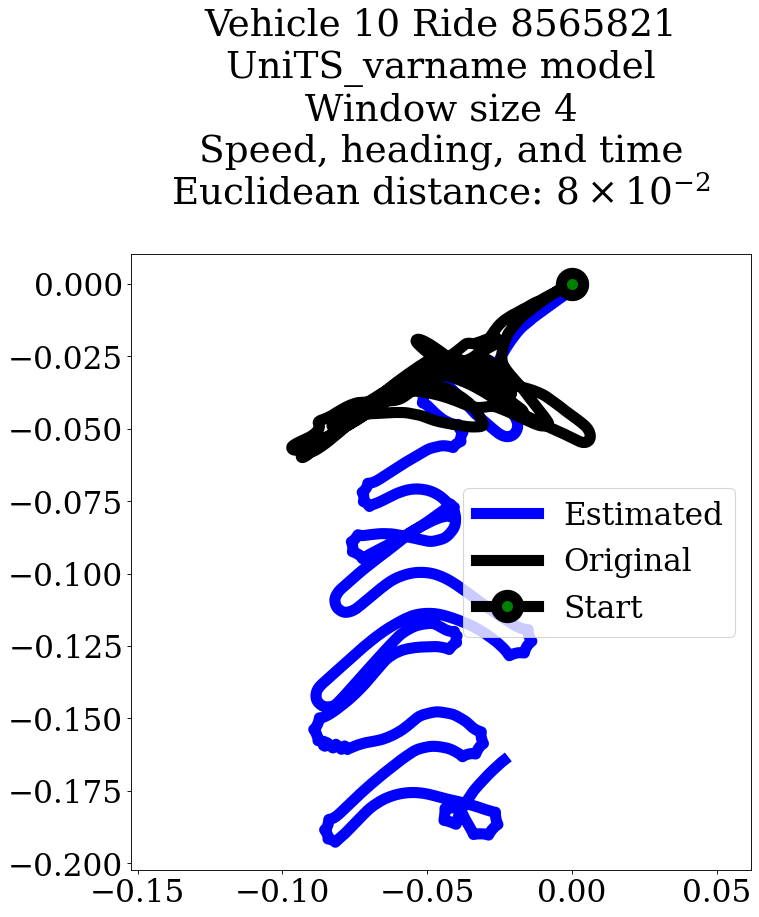 Vehicle 10 Ride 8565821
UniTS_varname model
Window size 4
Speed, heading, and time
Euclidean distance: 8 × 10⁻²
0.000
−0.025
−0.050
−0.075
−0.100
−0.125
−0.150
−0.175
−0.200
Estimated
Original
Start
−0.15
−0.10
−0.05
0.00
0.05